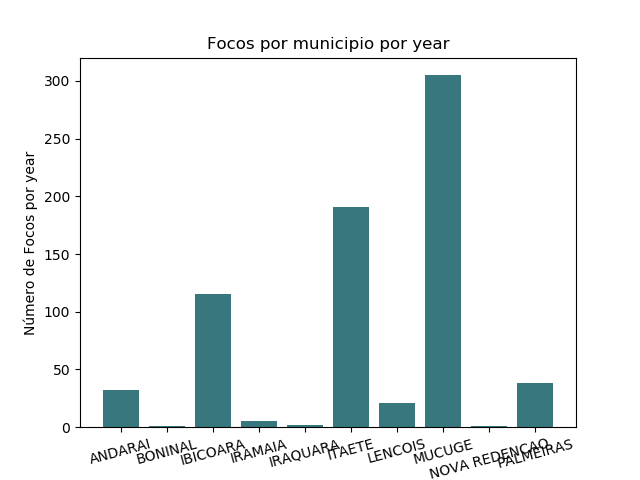 Focos por municipio por year
Número de Focos por year
300
250
200
150
100
50
0
ANDARAI
BONINAL
IBICOARA
IRAMAIA
IRAQUARA
ITAETE
LENCOIS
MUCUGE
NOVA REDENCAO
PALMEIRAS